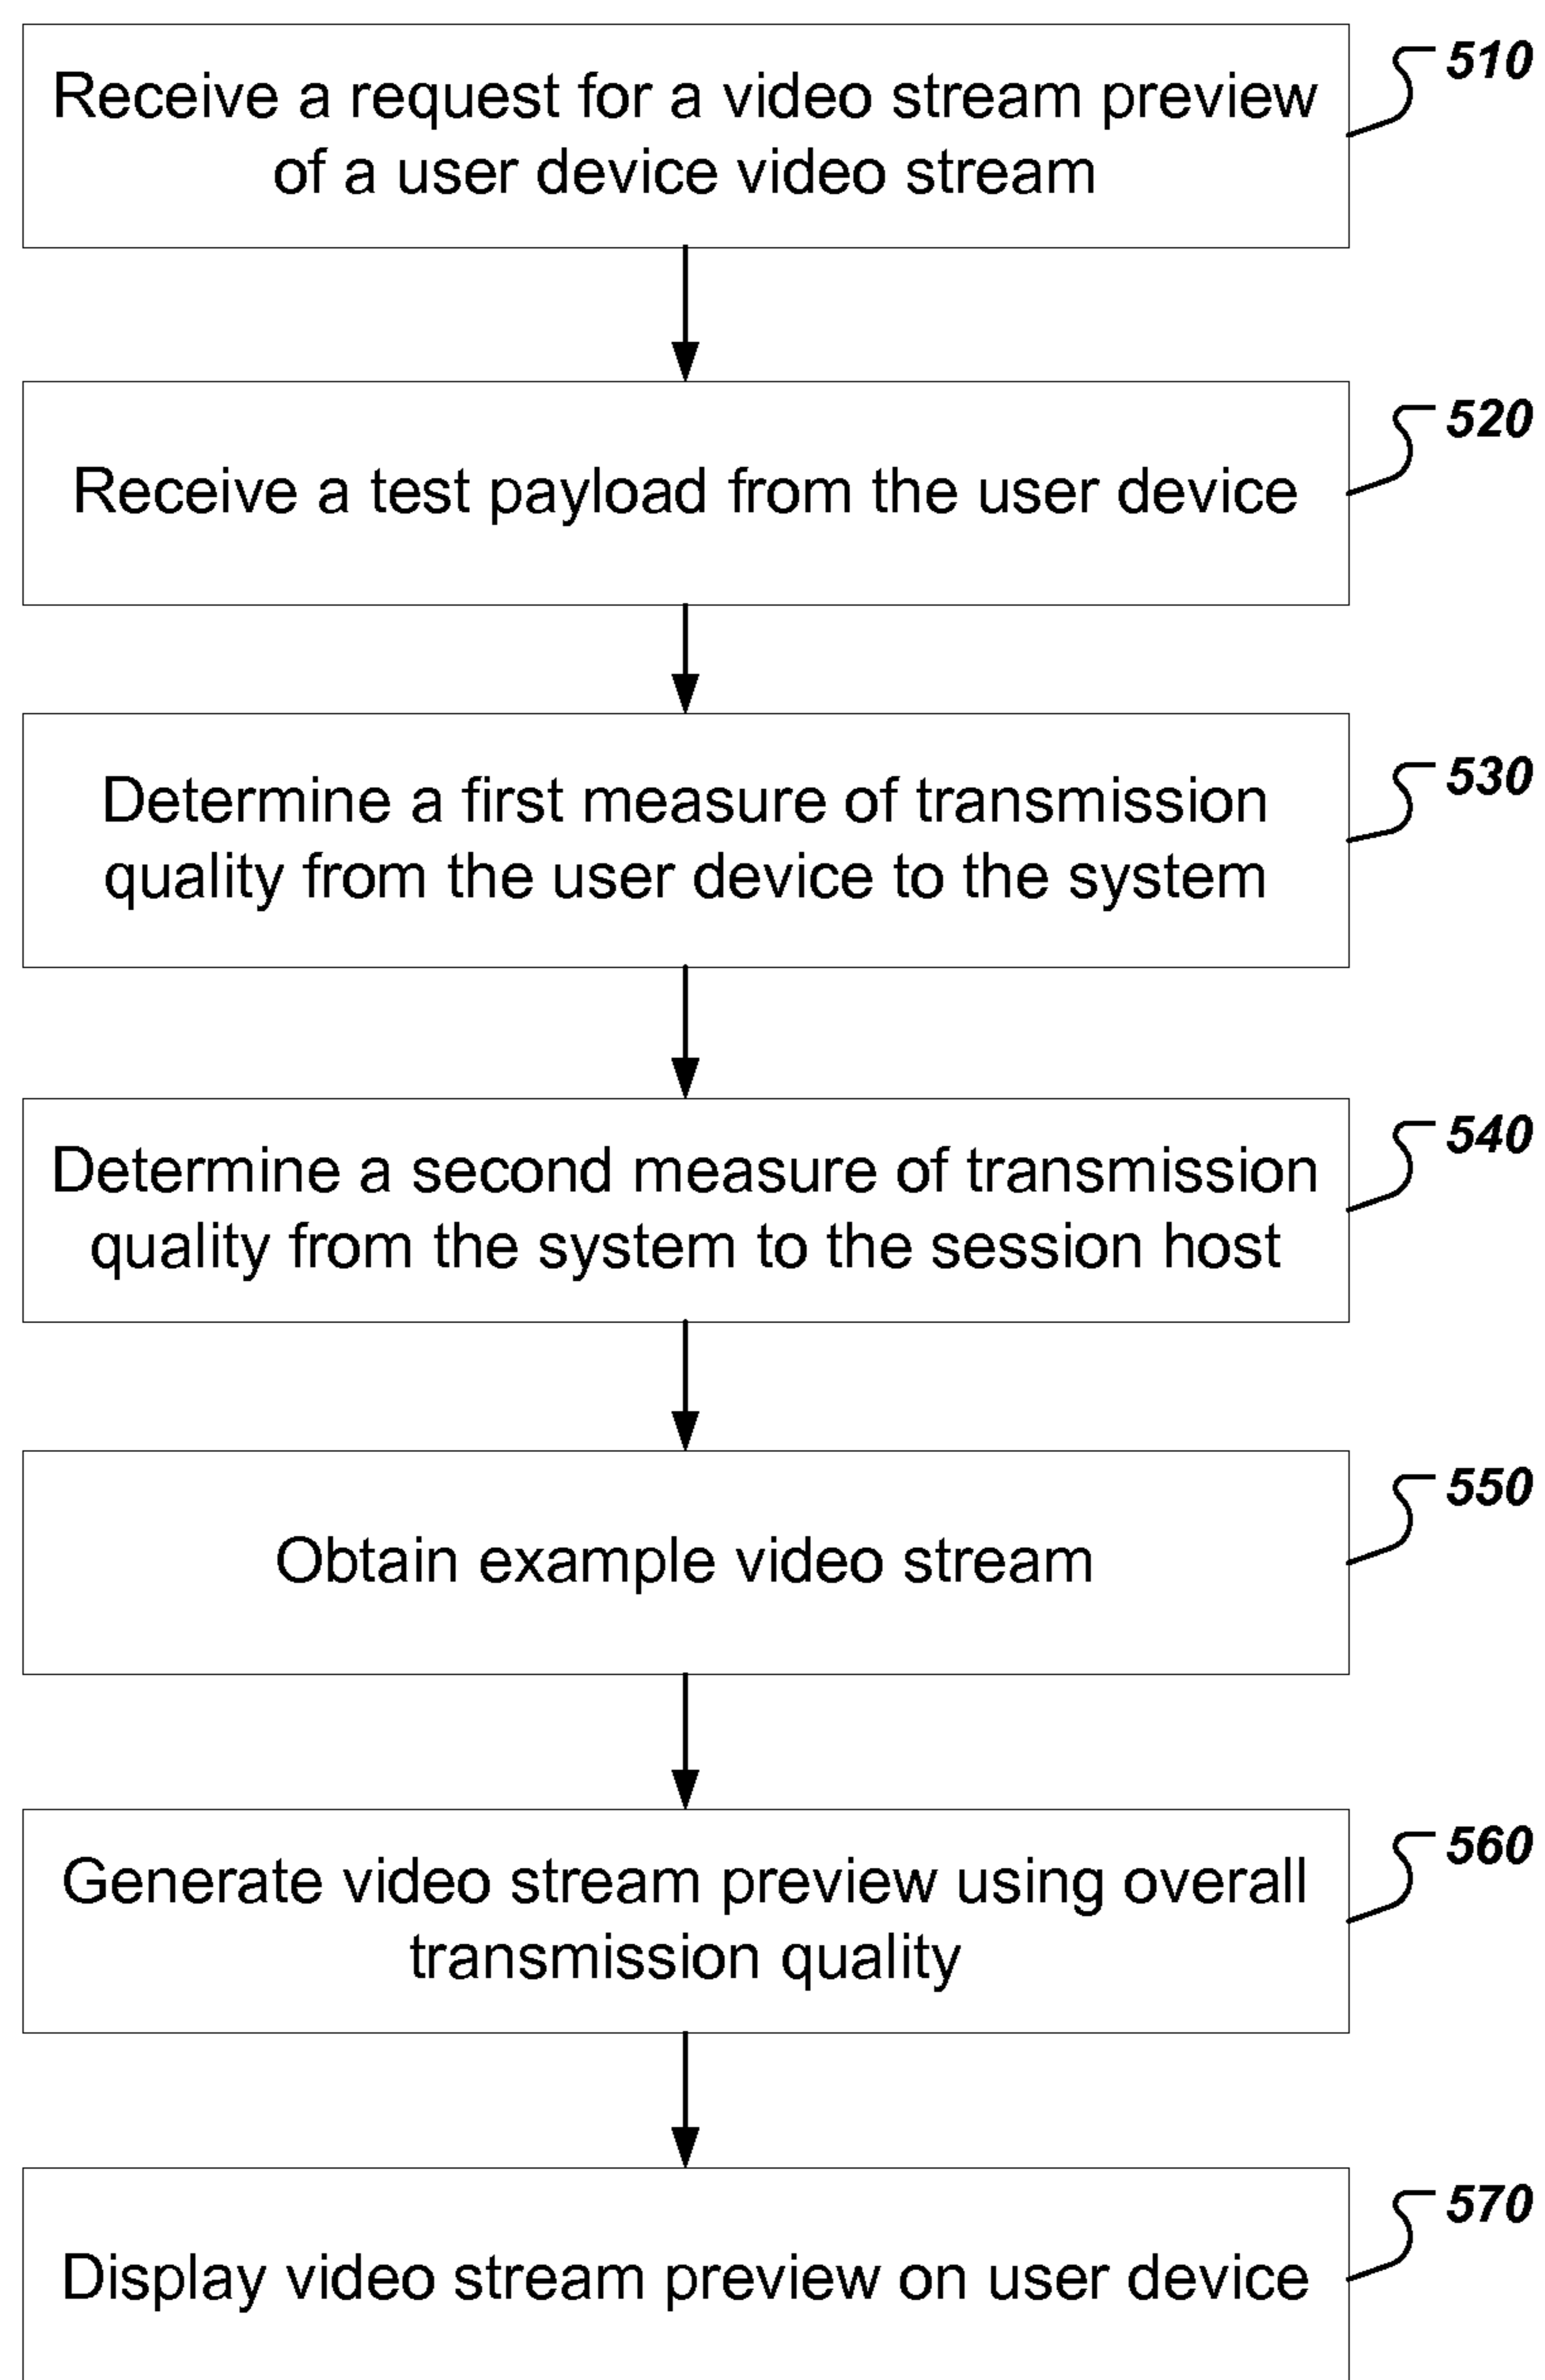 Receive a request for a video stream preview
of a user device video stream
510
Receive a test payload from the user device
520
Determine a first measure of transmission
quality from the user device to the system
530
Determine a second measure of transmission
quality from the system to the session host
540
Obtain example video stream
550
Generate video stream preview using overall
transmission quality
560
Display video stream preview on user device
570